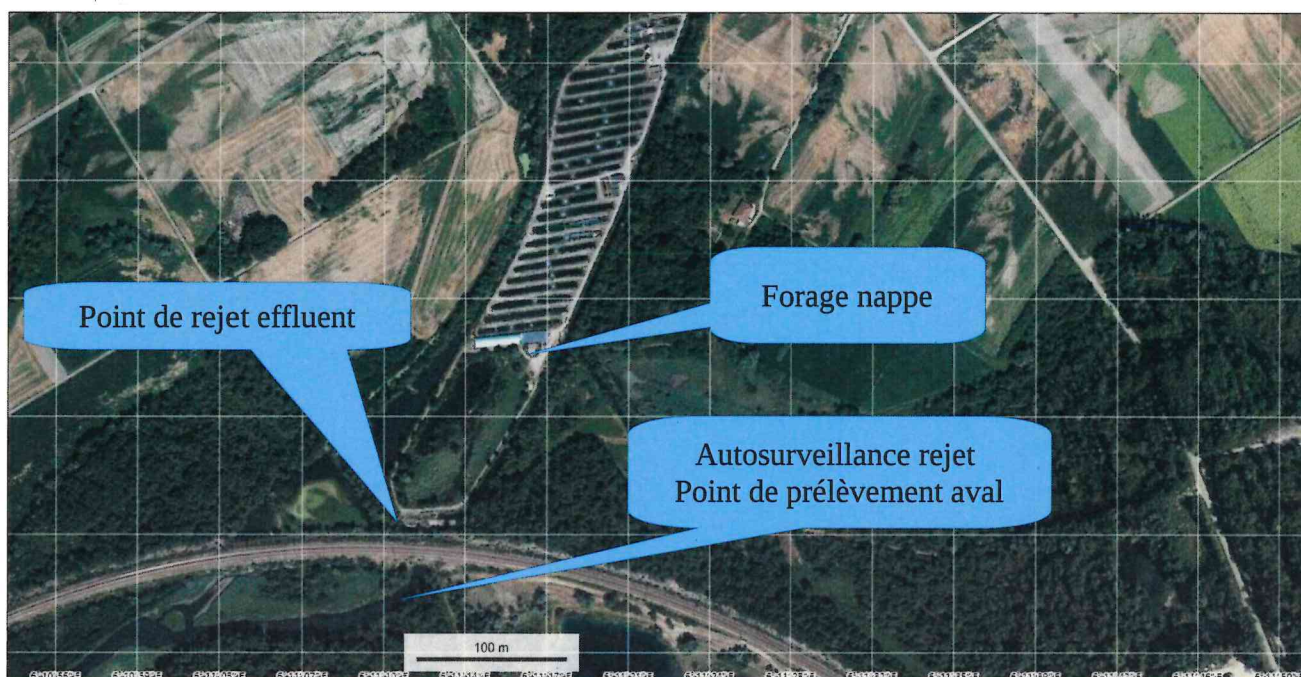 Point de rejet effluent
Forage nappe
Autosurveillance rejet
Point de prélèvement aval
100 m